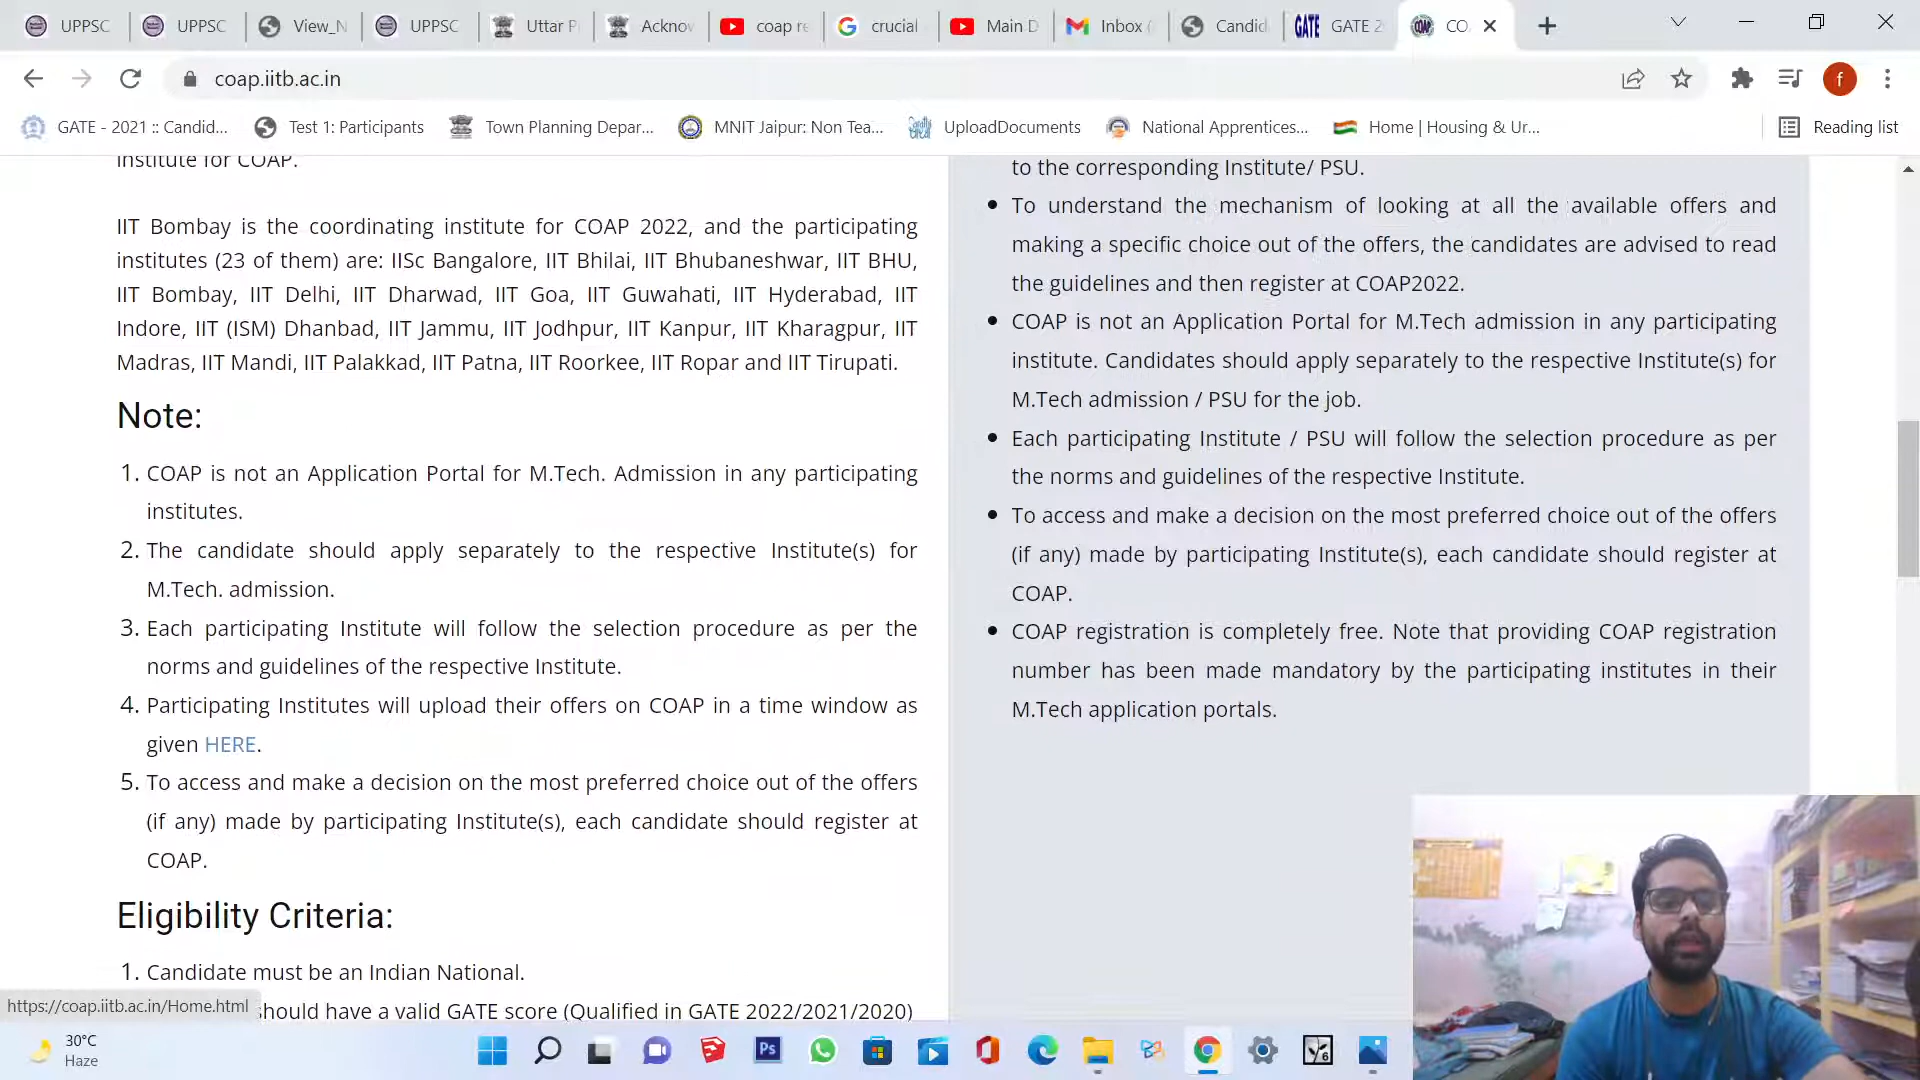 UPPSC
UPPSC
View_N
UPPSC
Uttar P
Acknow
coap re
crucial
Main D
Inbox (
Candid
GATE GATE 2
CO
coap.iitb.ac.in
f
GATE - 2021 :: Candid...
Test 1: Participants
Town Planning Depar...
MNIT Jaipur: Non Tea...
UploadDocuments
National Apprentices...
Home | Housing & Ur...
Reading list
institute for COAP.
IIT Bombay is the coordinating institute for COAP 2022, and the participating
institutes (23 of them) are: IISc Bangalore, IIT Bhilai, IIT Bhubaneshwar, IIT BHU,
IIT Bombay, IIT Delhi, IIT Dharwad, IIT Goa, IIT Guwahati, IIT Hyderabad, IIT
Indore, IIT (ISM) Dhanbad, IIT Jammu, IIT Jodhpur, IIT Kanpur, IIT Kharagpur, IIT
Madras, IIT Mandi, IIT Palakkad, IIT Patna, IIT Roorkee, IIT Ropar and IIT Tirupati.
Note:
1. COAP is not an Application Portal for M.Tech. Admission in any participating
institutes.
2. The candidate should apply separately to the respective Institute(s) for
M.Tech. admission.
3. Each participating Institute will follow the selection procedure as per the
norms and guidelines of the respective Institute.
4. Participating Institutes will upload their offers on COAP in a time window as
given HERE.
5. To access and make a decision on the most preferred choice out of the offers
(if any) made by participating Institute(s), each candidate should register at
COAP.
Eligibility Criteria:
1. Candidate must be an Indian National.
should have a valid GATE score (Qualified in GATE 2022/2021/2020)
to the corresponding Institute/ PSU.
• To understand the mechanism of looking at all the available offers and
making a specific choice out of the offers, the candidates are advised to read
the guidelines and then register at COAP2022.
• COAP is not an Application Portal for M.Tech admission in any participating
institute. Candidates should apply separately to the respective Institute(s) for
M.Tech admission / PSU for the job.
• Each participating Institute / PSU will follow the selection procedure as per
the norms and guidelines of the respective Institute.
• To access and make a decision on the most preferred choice out of the offers
(if any) made by participating Institute(s), each candidate should register at
COAP.
• COAP registration is completely free. Note that providing COAP registration
number has been made mandatory by the participating institutes in their
M.Tech application portals.
https://coap.iitb.ac.in/Home.html
30°C
Haze
Ps
6